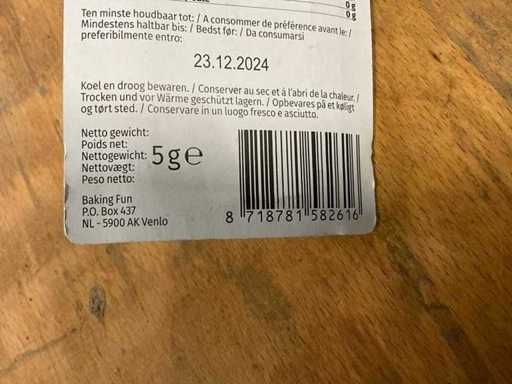 0g
0g
Ten minste houdbaar tot: / A consommer de préférence avant le: /
Mindestens haltbar bis: / Bedst før: / Da consumarsi
preferibilmente entro:
23.12.2024
Koel en droog bewaren. / Conserver au sec et à l'abri de la chaleur. /
Trocken und vor Wärme geschützt lagern. / Opbevares på et køligt
og tørt sted. / Conservare in un luogo fresco e asciutto.
Netto gewicht:
Poids net:
Nettogewicht: 5g℮
Nettovægt:
Peso netto:
Baking Fun
P.O. Box 437
NL - 5900 AK Venlo
8 718781 582616